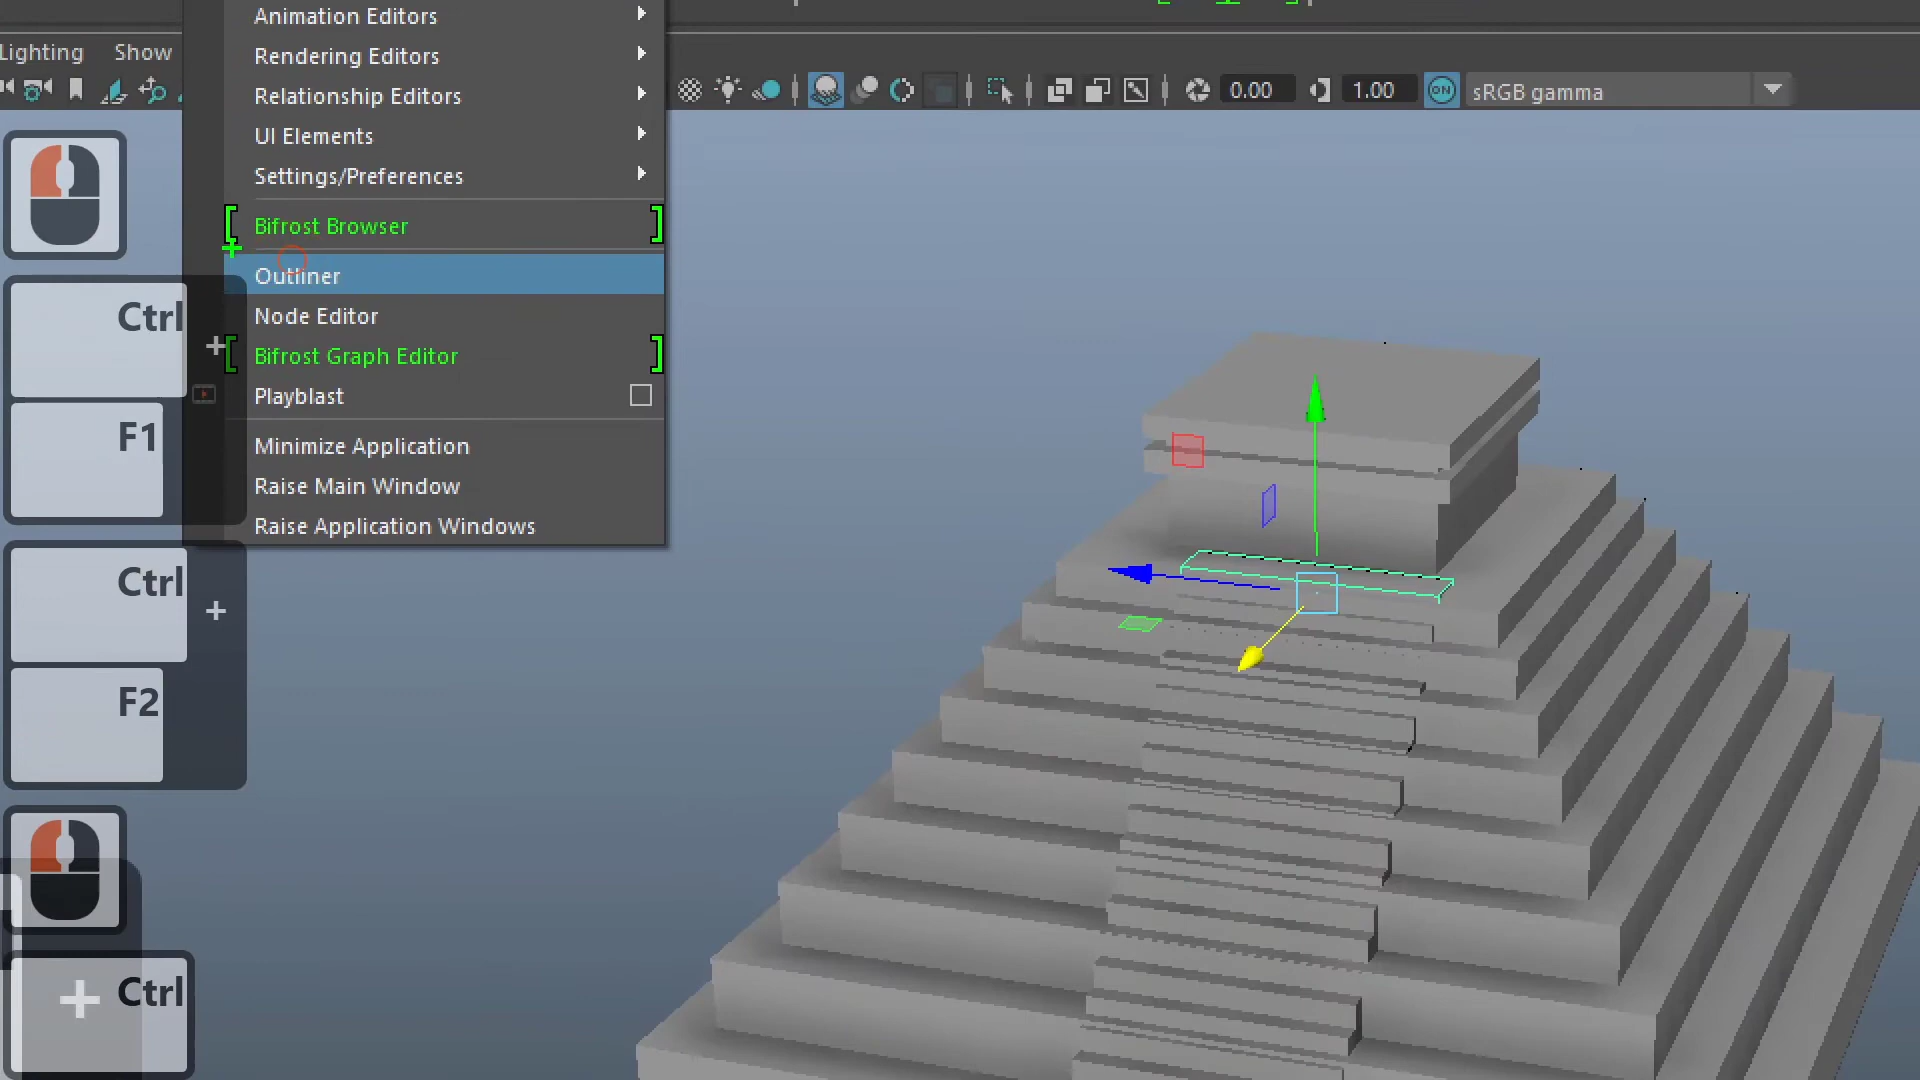 Animation Editors
Rendering Editors
Relationship Editors
UI Elements
Settings/Preferences
Bifrost Browser
Outliner
Node Editor
Bifrost Graph Editor
Playblast
Minimize Application
Raise Main Window
Raise Application Windows
Lighting Show
0.00 1.00 ON sRGB gamma
Ctrl +
F1
Ctrl +
F2
+ Ctrl